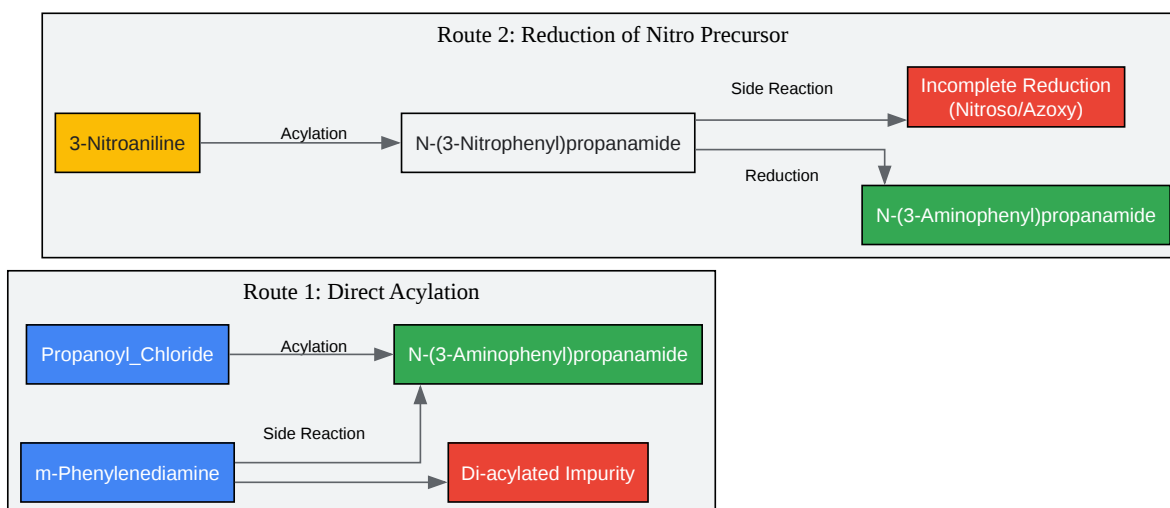 Route 2: Reduction of Nitro Precursor
Side Reaction
Incomplete Reduction
(Nitroso/Azoxy)
3-Nitroaniline
Acylation
N-(3-Nitrophenyl)propanamide
Reduction
N-(3-Aminophenyl)propanamide
Route 1: Direct Acylation
Propanoyl_Chloride
Acylation
N-(3-Aminophenyl)propanamide
Side Reaction
m-Phenylenediamine
Di-acylated Impurity